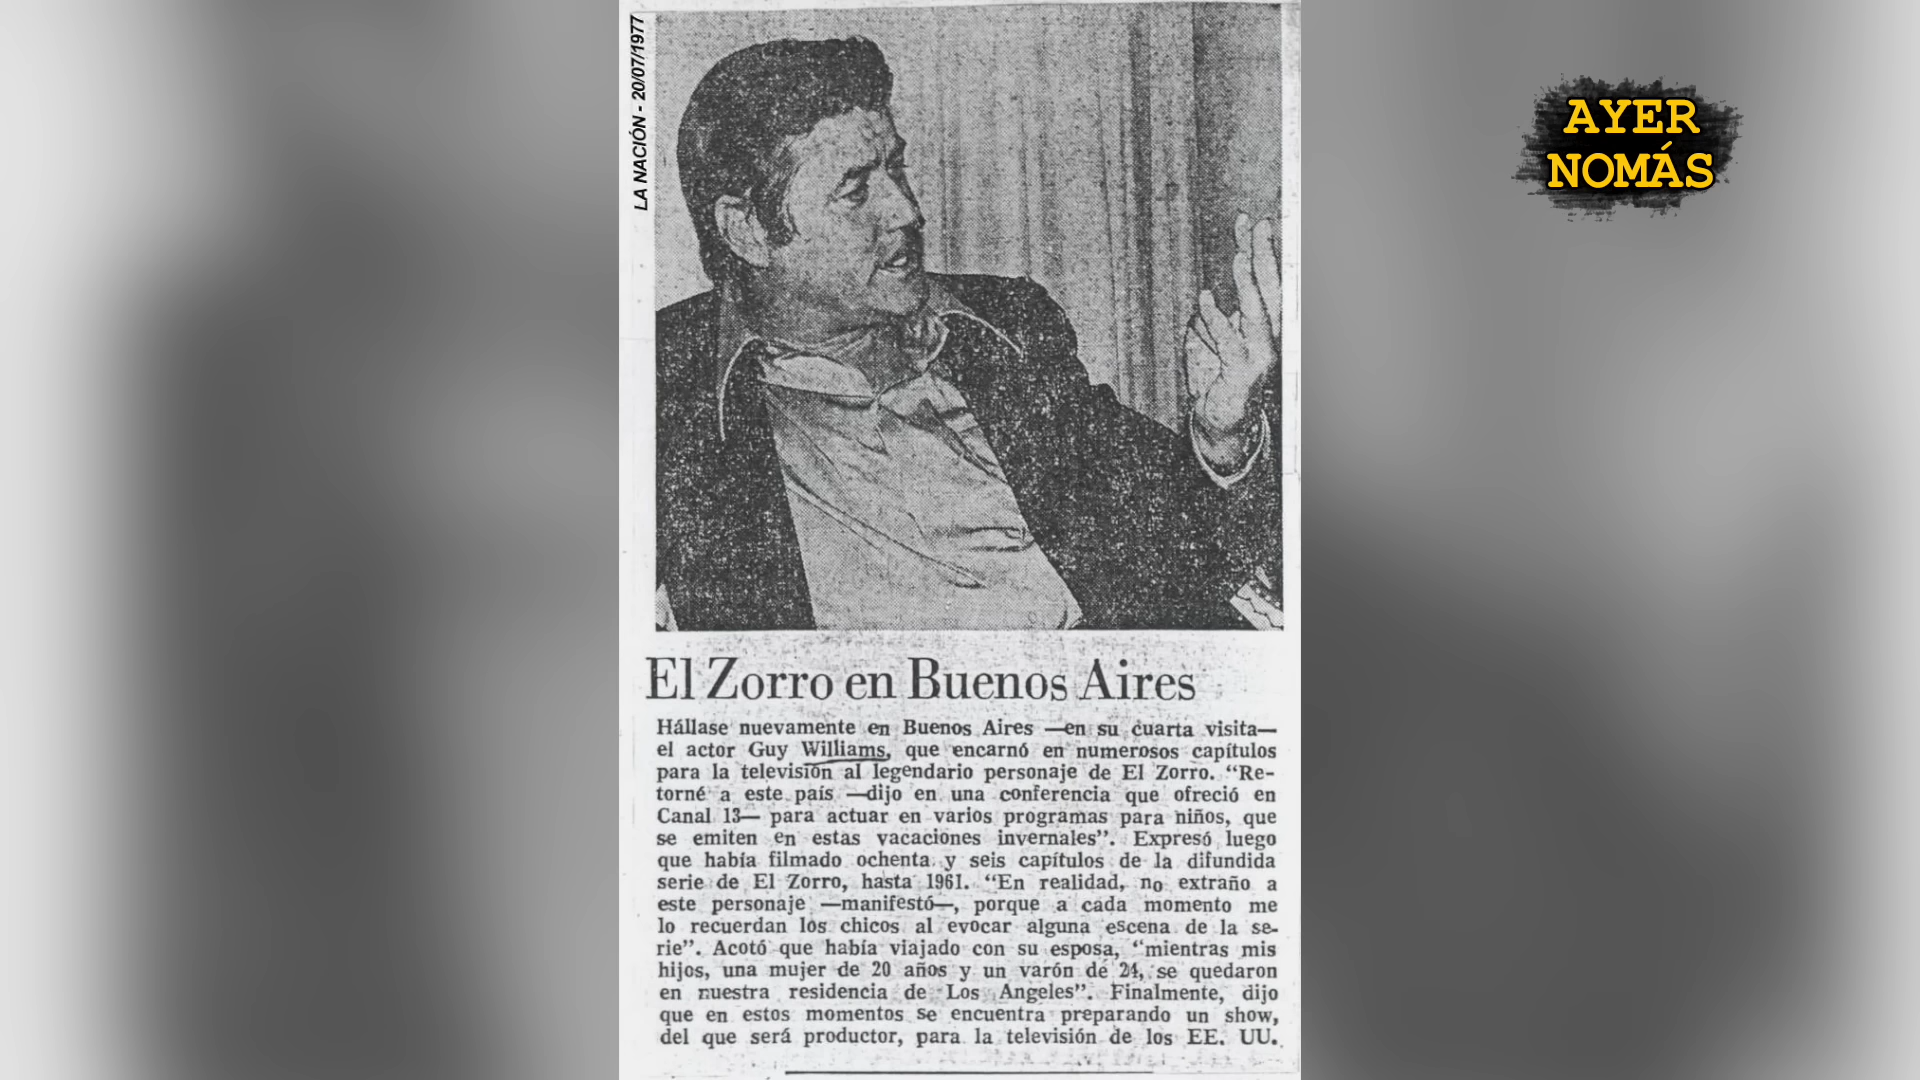 LA NACIÓN - 20/07/1977
AYER
NOMÁS
El Zorro en Buenos Aires
Hállase nuevamente en Buenos Aires —en su cuarta visita—
el actor Guy Williams, que encarnó en numerosos capítulos
para la televisión al legendario personaje de El Zorro. “Re-
torné a este país —dijo en una conferencia que ofreció en
Canal 13— para actuar en varios programas para niños, que
se emiten en estas vacaciones invernales”. Expresó luego
que había filmado ochenta y seis capítulos de la difundida
serie de El Zorro, hasta 1961. “En realidad, no extraño a
este personaje —manifestó—, porque a cada momento me
lo recuerdan los chicos al evocar alguna escena de la se-
rie”. Acotó que había viajado con su esposa, “mientras mis
hijos, una mujer de 20 años y un varón de 24, se quedaron
en nuestra residencia de Los Angeles”. Finalmente, dijo
que en estos momentos se encuentra preparando un show,
del que será productor, para la televisión de los EE. UU.